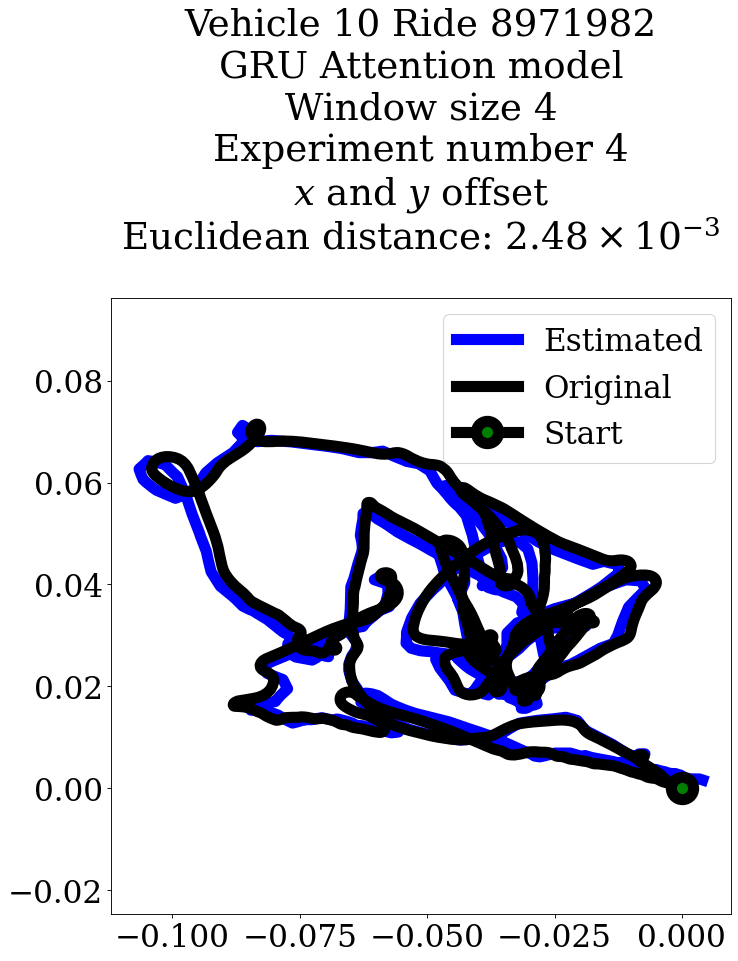 Vehicle 10 Ride 8971982
GRU Attention model
Window size 4
Experiment number 4
x and y offset
Euclidean distance: 2.48 × 10⁻³
Estimated
Original
Start
0.08
0.06
0.04
0.02
0.00
−0.02
−0.100 −0.075 −0.050 −0.025 0.000